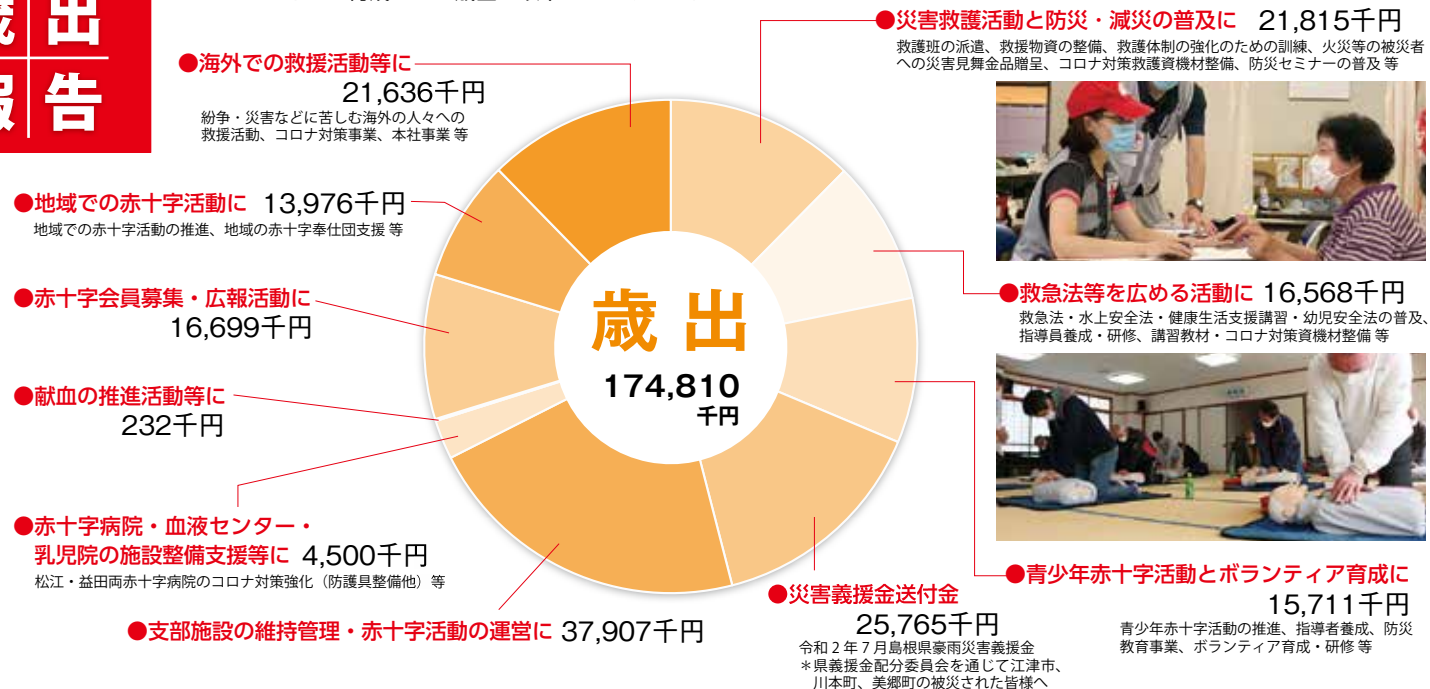 出
告
●災害救護活動と防災・減災の普及に 21,815千円
救護班の派遣、救援物資の整備、救護体制の強化のための訓練、火災等の被災者
への災害見舞金品贈呈、コロナ対策救護資機材整備、防災セミナーの普及 等
●救急法等を広める活動に 16,568千円
救急法・水上安全法・健康生活支援講習・幼児安全法の普及、
指導員養成・研修、講習教材・コロナ対策資機材整備 等
●青少年赤十字活動とボランティア育成に
15,711千円
青少年赤十字活動の推進、指導者養成、防災
教育事業、ボランティア育成・研修 等
●災害義援金送付金
25,765千円
令和2年7月島根県豪雨災害義援金
＊県義援金配分委員会を通じて江津市、
川本町、美郷町の被災された皆様へ
●支部施設の維持管理・赤十字活動の運営に 37,907千円
●赤十字病院・血液センター・
乳児院の施設整備支援等に 4,500千円
松江・益田両赤十字病院のコロナ対策強化（防護具整備他）等
●献血の推進活動等に
232千円
●赤十字会員募集・広報活動に
16,699千円
●地域での赤十字活動に 13,976千円
地域での赤十字活動の推進、地域の赤十字奉仕団支援 等
●海外での救援活動等に
21,636千円
紛争・災害などに苦しむ海外の人々への
救援活動、コロナ対策事業、本社事業 等
歳出
174,810
千円